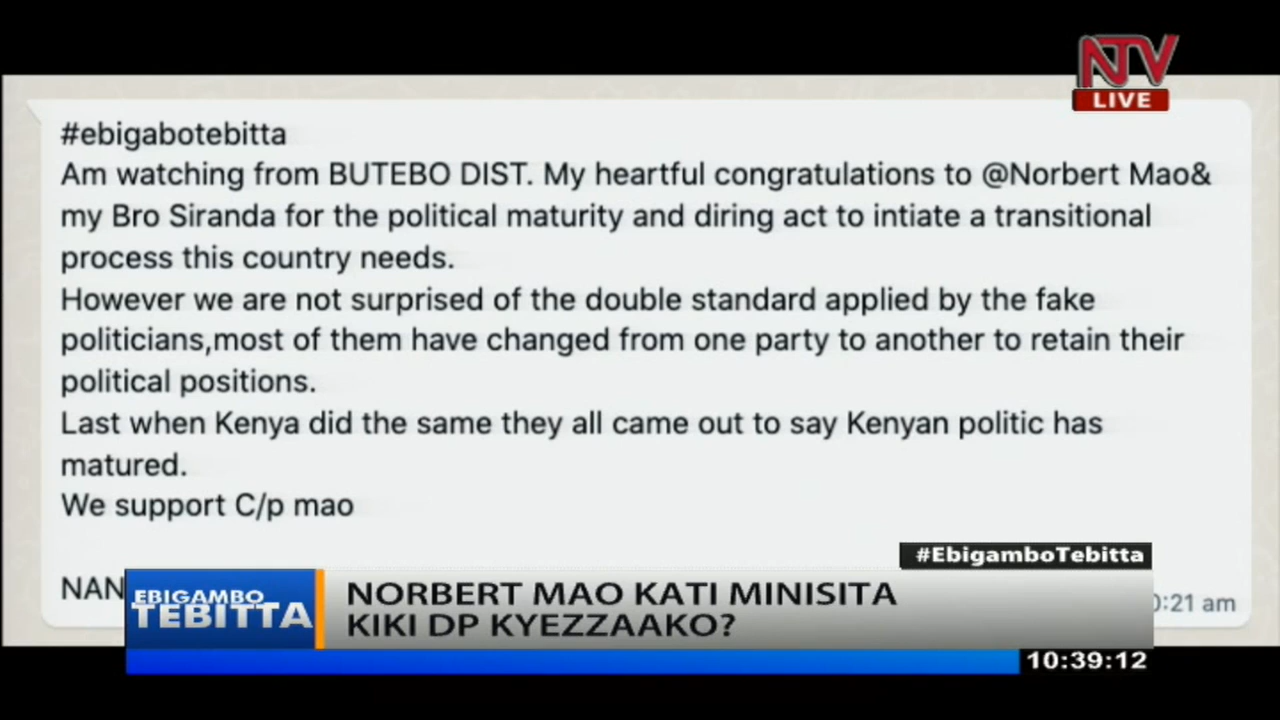 NTV
LIVE
#ebigabotebitta
Am watching from BUTEBO DIST. My heartful congratulations to @Norbert Mao&
my Bro Siranda for the political maturity and diring act to intiate a transitional
process this country needs.
However we are not surprised of the double standard applied by the fake
politicians,most of them have changed from one party to another to retain their
political positions.
Last when Kenya did the same they all came out to say Kenyan politic has
matured.
We support C/p mao
#EbigamboTebitta
NAN
:21 am
EBIGAMBO
TEBITTA
NORBERT MAO KATI MINISITA
KIKI DP KYEZZAAKO?
10:39:12